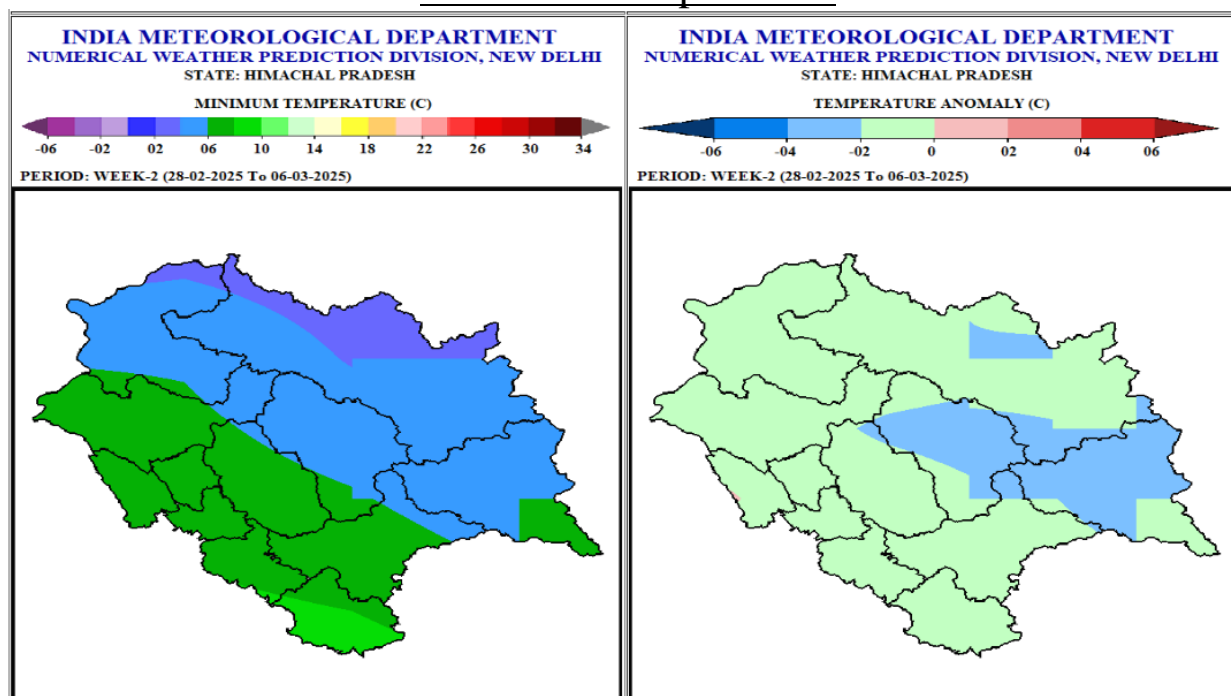 INDIA METEOROLOGICAL DEPARTMENT
NUMERICAL WEATHER PREDICTION DIVISION, NEW DELHI
STATE: HIMACHAL PRADESH
MINIMUM TEMPERATURE (C)
-06 -02 02 06 10 14 18 22 26 30 34
PERIOD: WEEK-2 (28-02-2025 To 06-03-2025)
INDIA METEOROLOGICAL DEPARTMENT
NUMERICAL WEATHER PREDICTION DIVISION, NEW DELHI
STATE: HIMACHAL PRADESH
TEMPERATURE ANOMALY (C)
-06 -04 -02 0 02 04 06
PERIOD: WEEK-2 (28-02-2025 To 06-03-2025)